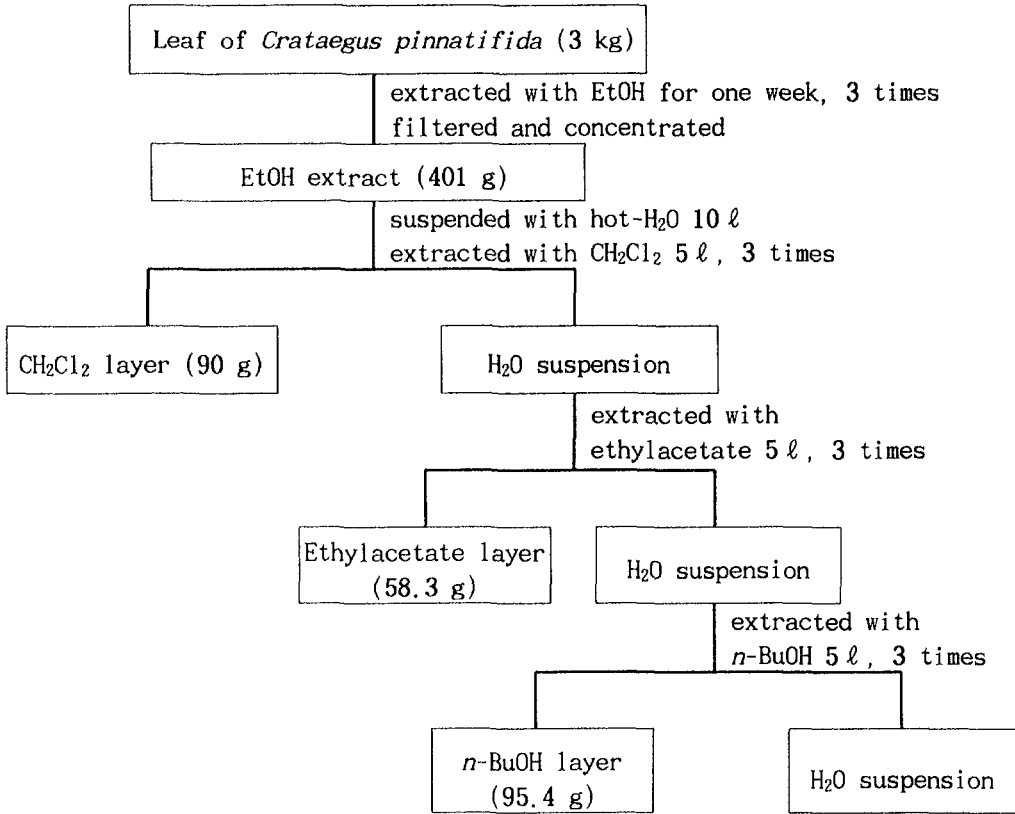 Leaf of Crataegus pinnatifida (3 kg)
extracted with EtOH for one week, 3 times
filtered and concentrated
EtOH extract (401 g)
suspended with hot-H₂O 10 ℓ
extracted with CH₂Cl₂ 5 ℓ, 3 times
CH₂Cl₂ layer (90 g)
H₂O suspension
extracted with
ethylacetate 5 ℓ, 3 times
Ethylacetate layer
(58.3 g)
H₂O suspension
extracted with
n-BuOH 5 ℓ, 3 times
n-BuOH layer
(95.4 g)
H₂O suspension